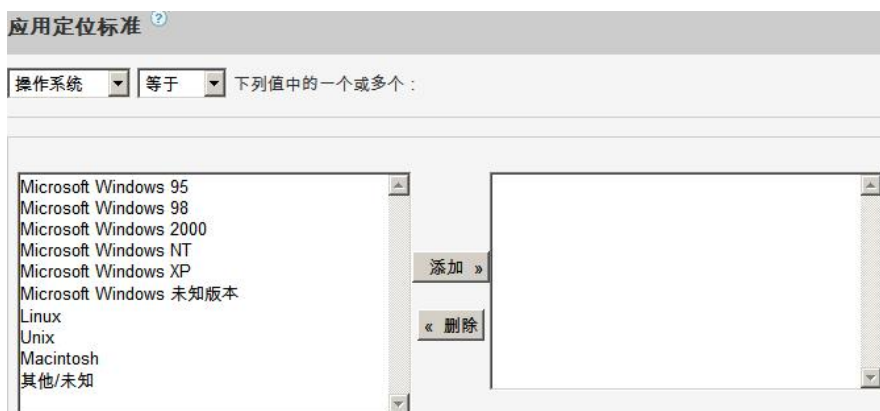 应用定位标准 ?
操作系统 等于 下列值中的一个或多个：
Microsoft Windows 95
Microsoft Windows 98
Microsoft Windows 2000
Microsoft Windows NT
Microsoft Windows XP
Microsoft Windows 未知版本
Linux
Unix
Macintosh
其他/未知
添加 »
« 删除